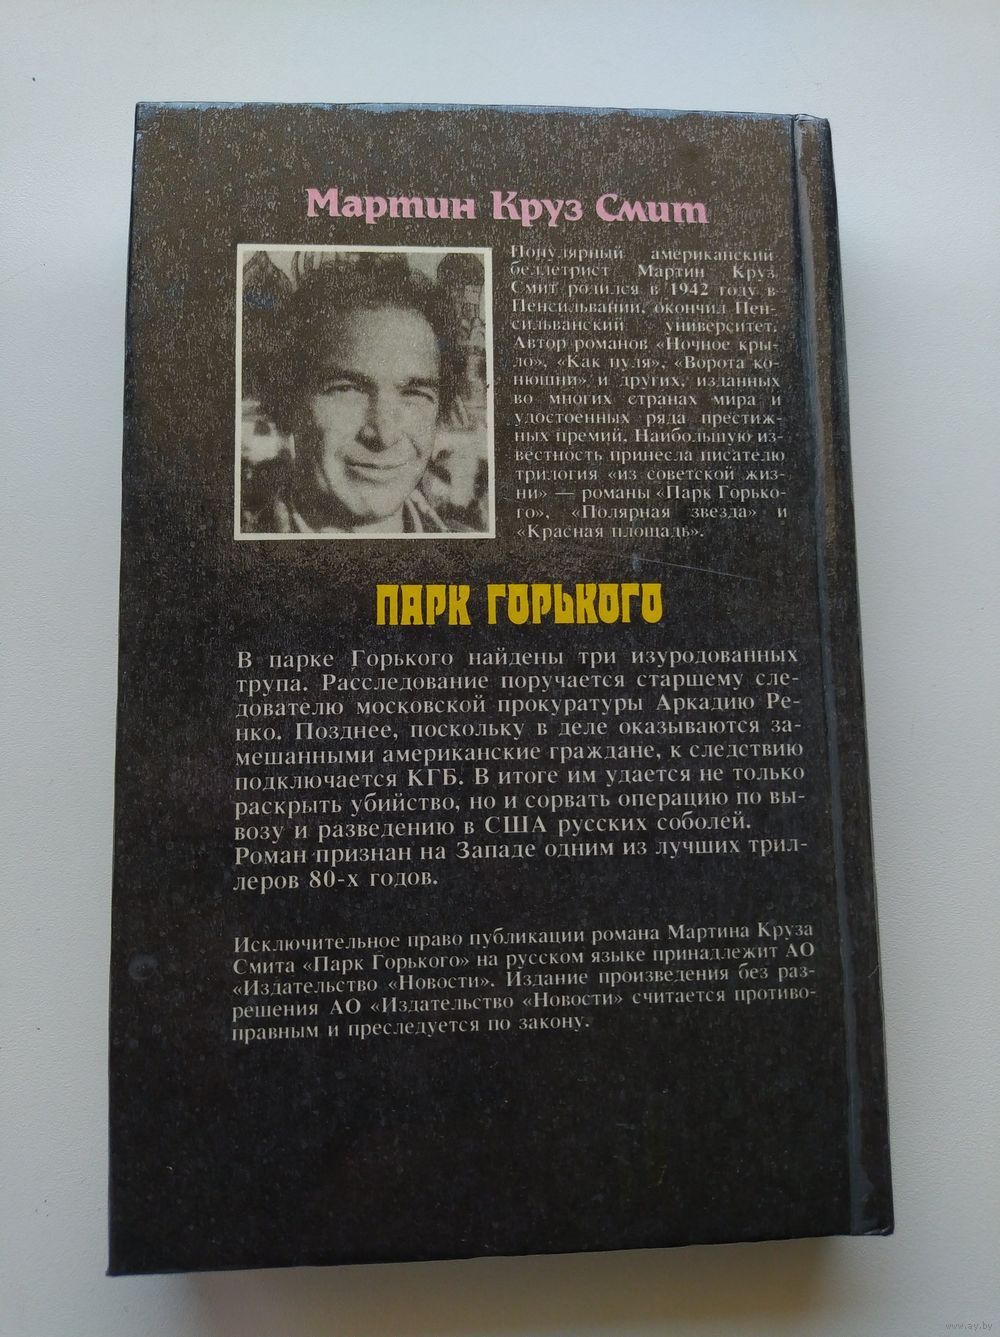 Мартин Круз Смит
Популярный американский
беллетрист Мартин Круз
Смит родился в 1942 году в
Пенсильвании, окончил Пен-
сильванский университет.
Автор романов «Ночное кры-
ло», «Как пуля», «Ворота ко-
нюшни» и других, изданных
во многих странах мира и
удостоенных ряда престиж-
ных премий. Наибольшую из-
вестность принесла писателю
трилогия «из советской жиз-
ни» — романы «Парк Горько-
го», «Полярная звезда» и
«Красная площадь».
ПАРК ГОРЬКОГО
В парке Горького найдены три изуродованных
трупа. Расследование поручается старшему сле-
дователю московской прокуратуры Аркадию Ре-
нко. Позднее, поскольку в деле оказываются за-
мешанными американские граждане, к следствию
подключается КГБ. В итоге им удается не только
раскрыть убийство, но и сорвать операцию по вы-
возу и разведению в США русских соболей.
Роман признан на Западе одним из лучших трил-
леров 80-х годов.
Исключительное право публикации романа Мартина Круза
Смита «Парк Горького» на русском языке принадлежит АО
«Издательство «Новости». Издание произведения без раз-
решения АО «Издательство «Новости» считается противо-
правным и преследуется по закону.
www.ay.by